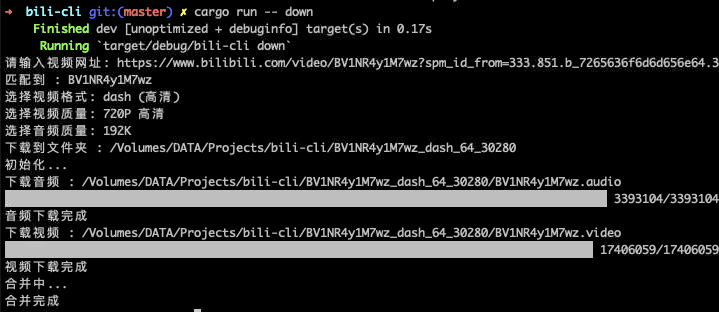 ➜ bili-cli git:(master) ✗ cargo run -- down
Finished dev [unoptimized + debuginfo] target(s) in 0.17s
Running `target/debug/bili-cli down`
请输入视频网址: https://www.bilibili.com/video/BV1NR4y1M7wz?spm_id_from=333.851.b_7265636f6d6d656e64.3
匹配到 : BV1NR4y1M7wz
选择视频格式: dash (高清)
选择视频质量: 720P 高清
选择音频质量: 192K
下载到文件夹 : /Volumes/DATA/Projects/bili-cli/BV1NR4y1M7wz_dash_64_30280
初始化...
下载音频 : /Volumes/DATA/Projects/bili-cli/BV1NR4y1M7wz_dash_64_30280/BV1NR4y1M7wz.audio
3393104/3393104
音频下载完成
下载视频 : /Volumes/DATA/Projects/bili-cli/BV1NR4y1M7wz_dash_64_30280/BV1NR4y1M7wz.video
17406059/17406059
视频下载完成
合并中...
合并完成